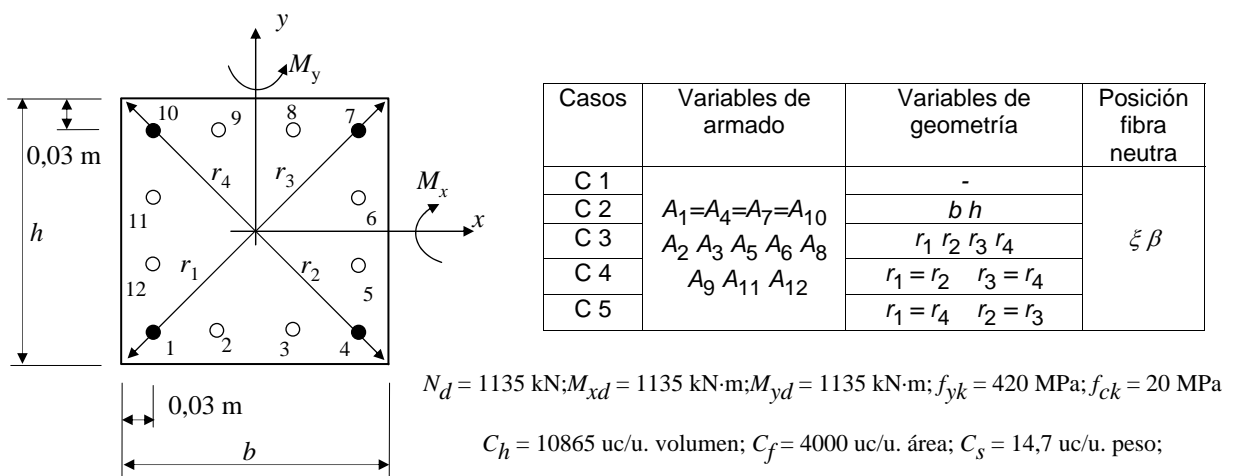 y
M_y
10 9 8 7
0,03 m
r_4 r_3
M_x
11 6 x
h
r_1 r_2
12 5
1 2 3 4
0,03 m
b
Casos Variables de armado Variables de geometría Posición fibra neutra
C 1 -
C 2 A_1=A_4=A_7=A_10 b h
C 3 A_2 A_3 A_5 A_6 A_8 r_1 r_2 r_3 r_4 ξ β
C 4 A_9 A_11 A_12 r_1 = r_2 r_3 = r_4
C 5 r_1 = r_4 r_2 = r_3
N_d = 1135 kN;M_xd = 1135 kN·m;M_yd = 1135 kN·m; f_yk = 420 MPa; f_ck = 20 MPa
C_h = 10865 uc/u. volumen; C_f = 4000 uc/u. área; C_s = 14,7 uc/u. peso;